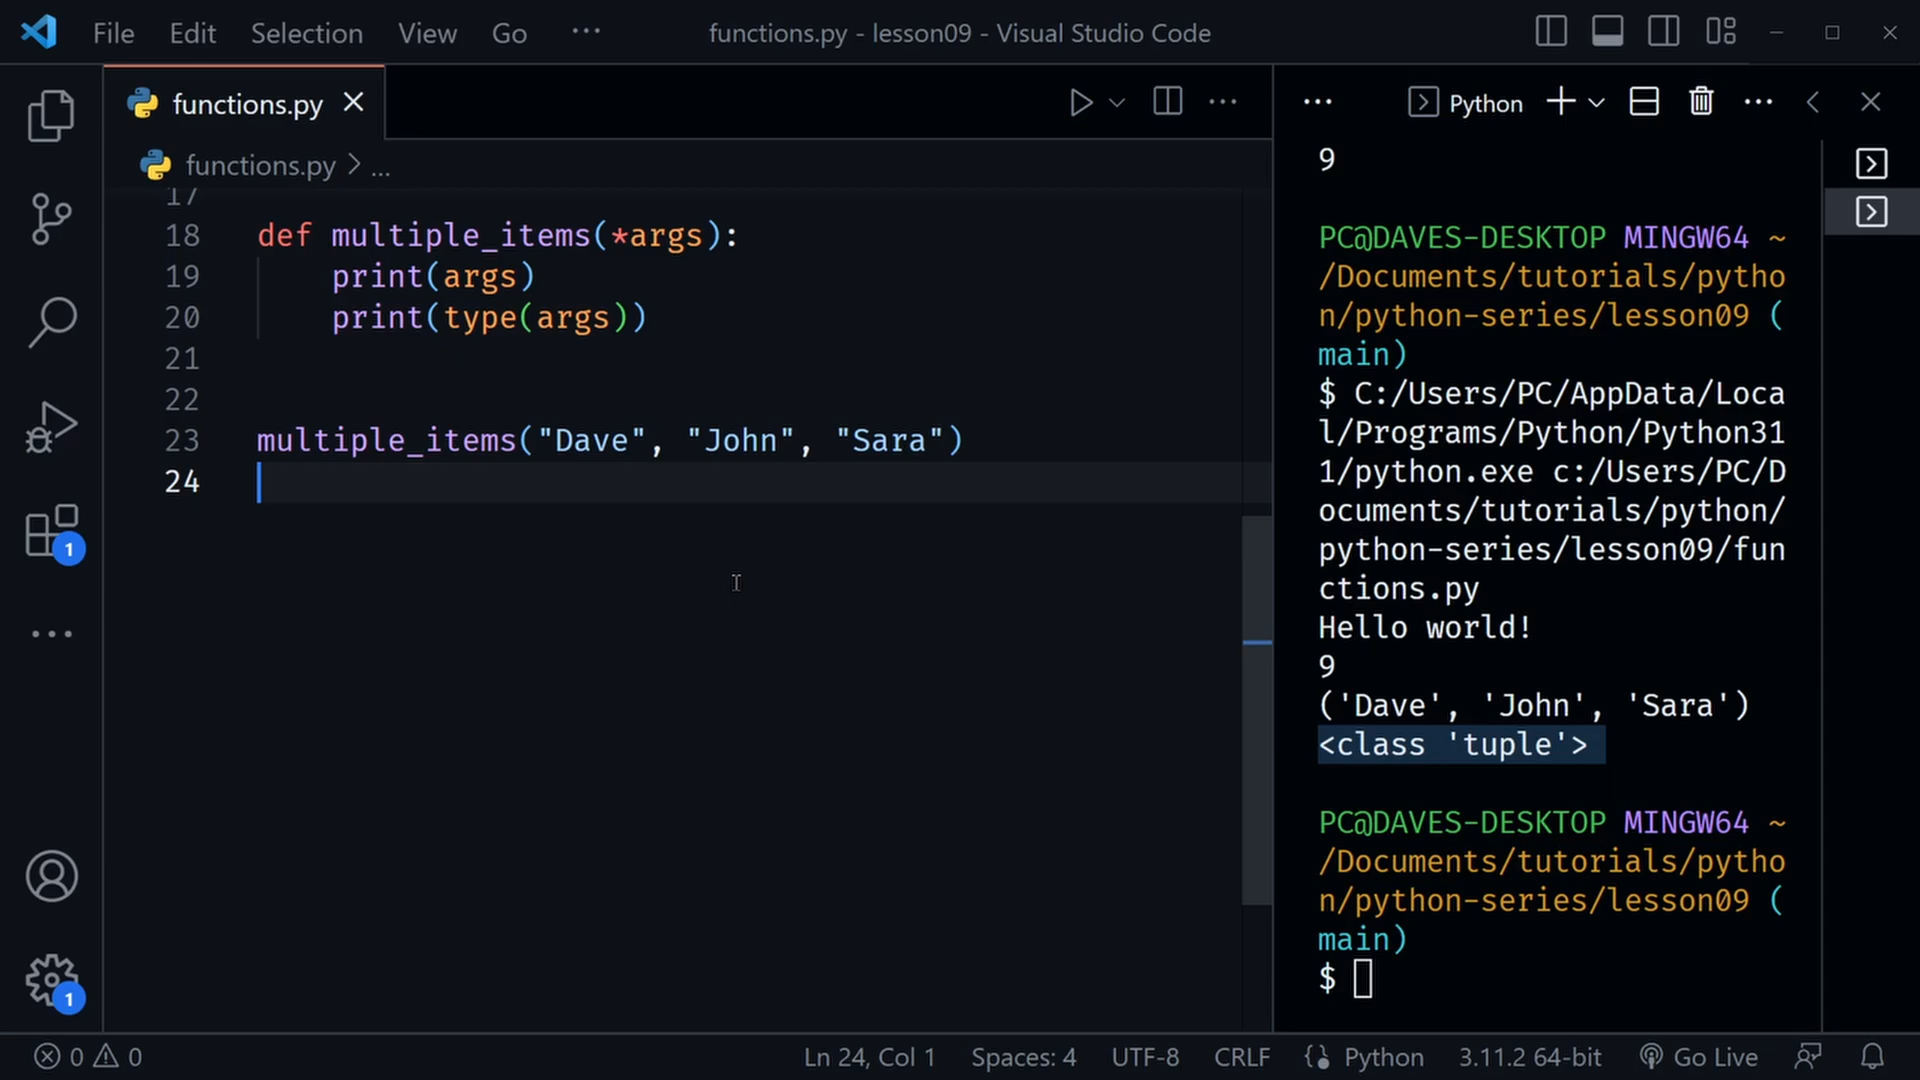 File Edit Selection View Go ··· functions.py - lesson09 - Visual Studio Code
functions.py
functions.py > ...
17
18 def multiple_items(*args):
19     print(args)
20     print(type(args))
21
22
23 multiple_items("Dave", "John", "Sara")
24
1
1
Python
9
PC@DAVES-DESKTOP MINGW64 ~
/Documents/tutorials/pytho
n/python-series/lesson09 (
main)
$ C:/Users/PC/AppData/Loca
l/Programs/Python/Python31
1/python.exe c:/Users/PC/D
ocuments/tutorials/python/
python-series/lesson09/fun
ctions.py
Hello world!
9
('Dave', 'John', 'Sara')
<class 'tuple'>
PC@DAVES-DESKTOP MINGW64 ~
/Documents/tutorials/pytho
n/python-series/lesson09 (
main)
$
0 0 Ln 24, Col 1 Spaces: 4 UTF-8 CRLF Python 3.11.2 64-bit Go Live